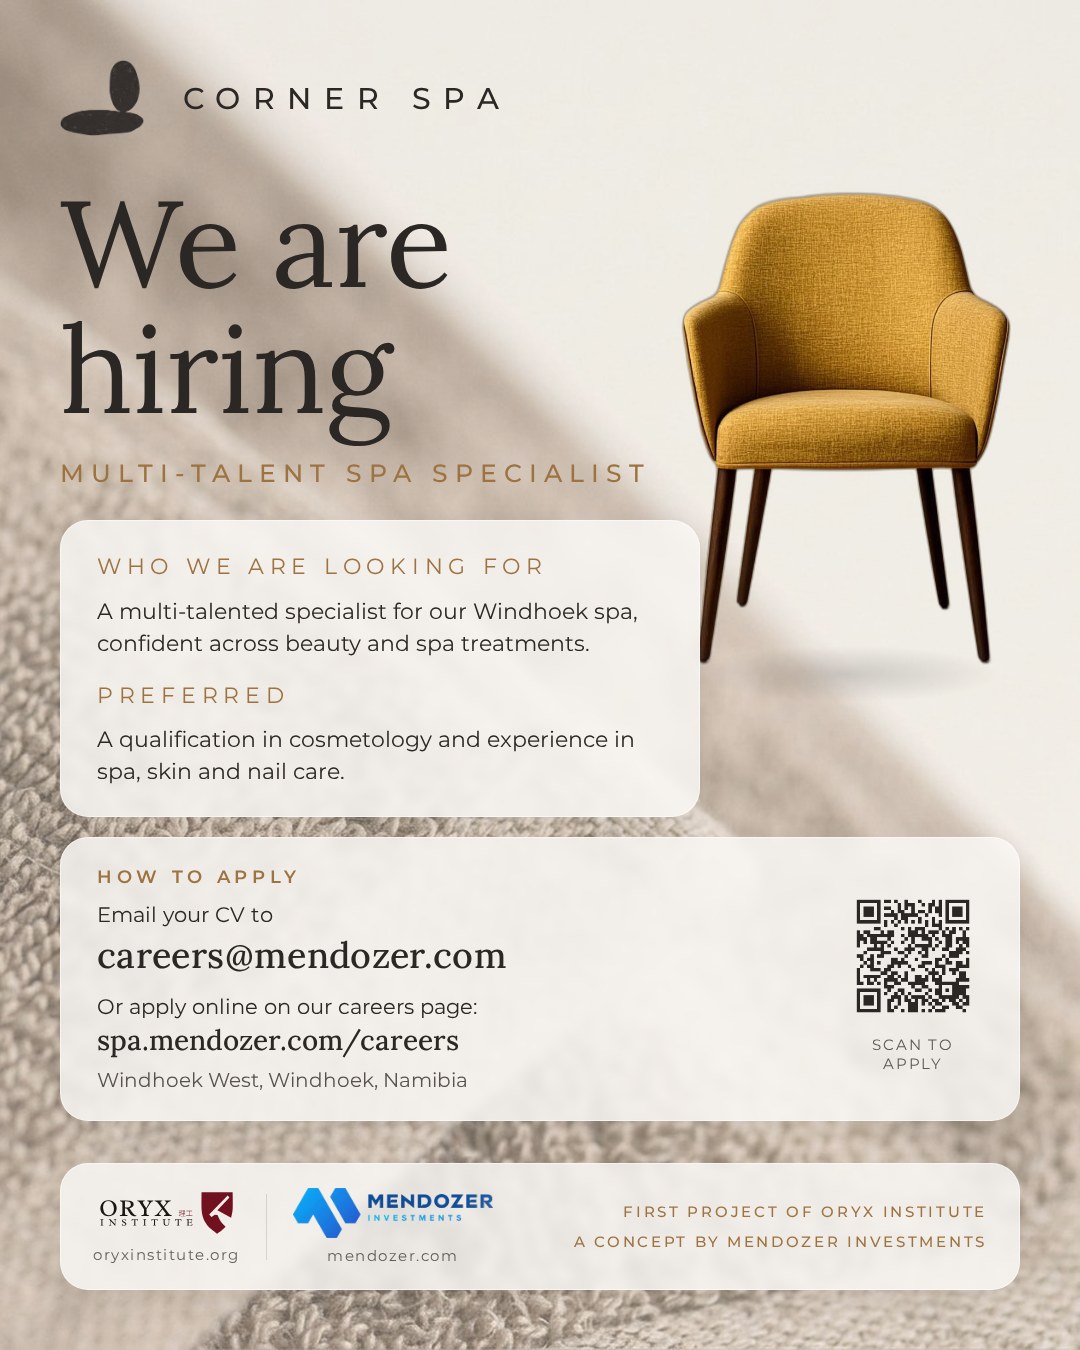 CORNER SPA
We are
hiring
MULTI-TALENT SPA SPECIALIST
WHO WE ARE LOOKING FOR
A multi-talented specialist for our Windhoek spa,
confident across beauty and spa treatments.
PREFERRED
A qualification in cosmetology and experience in
spa, skin and nail care.
HOW TO APPLY
Email your CV to
careers@mendozer.com
Or apply online on our careers page:
spa.mendozer.com/careers
Windhoek West, Windhoek, Namibia
SCAN TO
APPLY
ORYX 理工
INSTITUTE
oryxinstitute.org
MENDOZER
INVESTMENTS
mendozer.com
FIRST PROJECT OF ORYX INSTITUTE
A CONCEPT BY MENDOZER INVESTMENTS